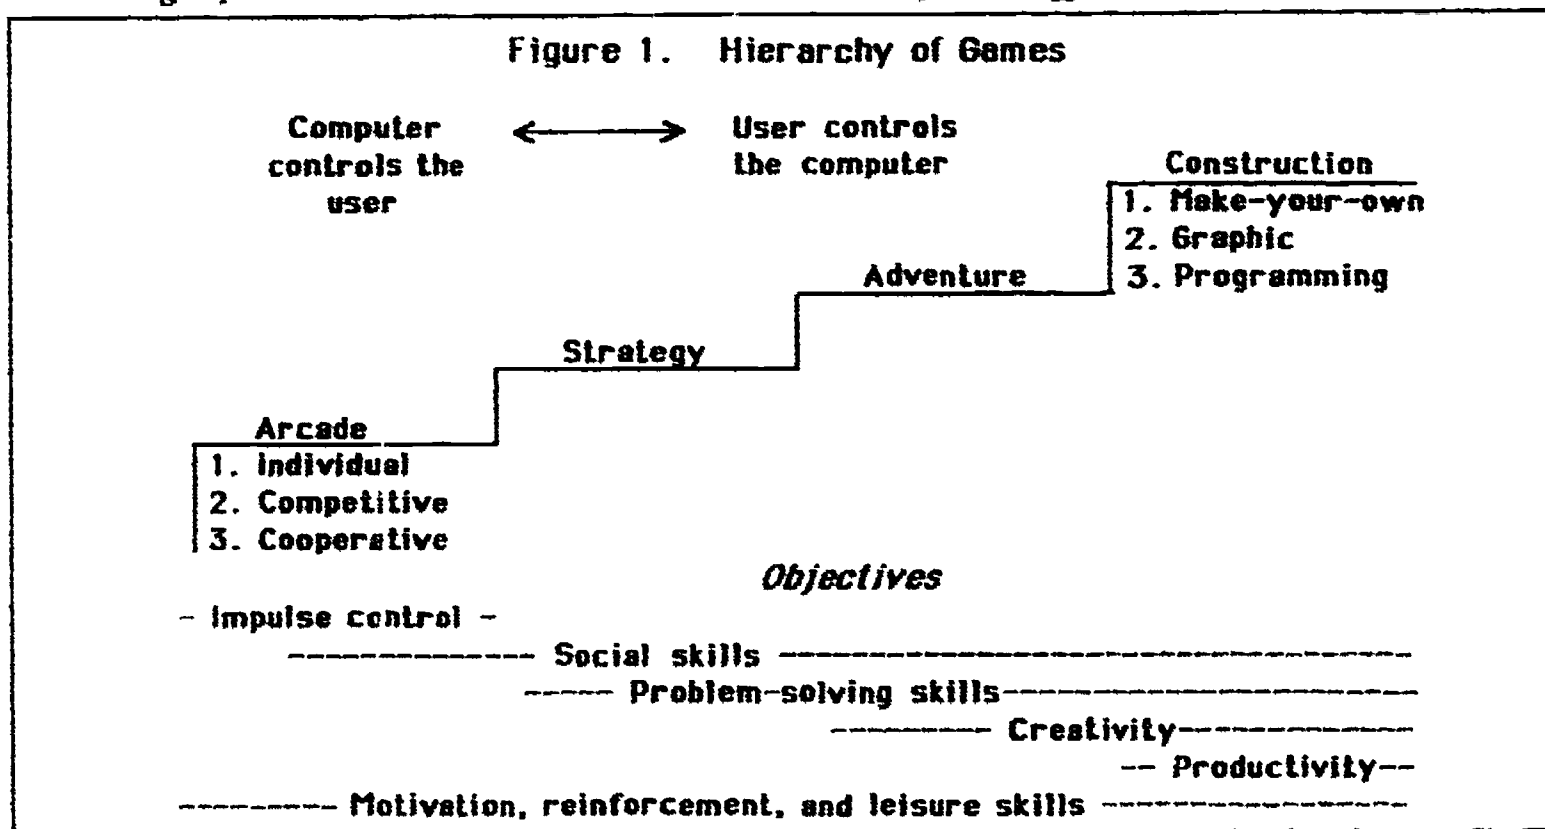 Figure 1. Hierarchy of Games
Computer
controls the
user
User controls
the computer
Construction
1. Make-your-own
2. Graphic
3. Programming
Adventure
Strategy
Arcade
1. Individual
2. Competitive
3. Cooperative
Objectives
- Impulse control -
-------------- Social skills ------------------------------------
----- Problem-solving skills------------------------
--------- Creativity-------------
-- Productivity--
--------- Motivation, reinforcement, and leisure skills -----------------